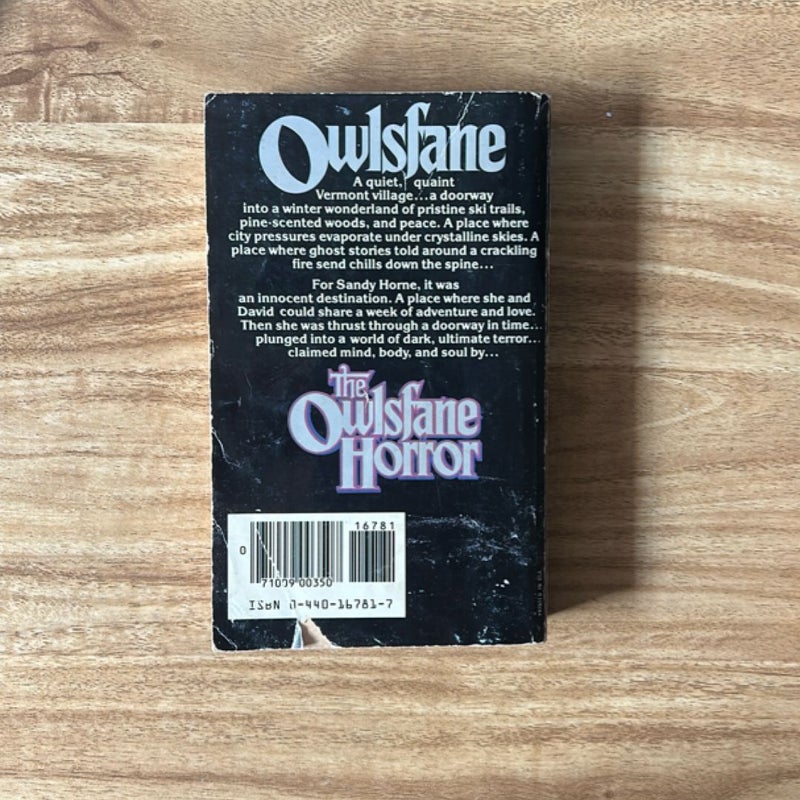 Owlsfane
A quiet, quaint
Vermont village...a doorway
into a winter wonderland of pristine ski trails,
pine-scented woods, and peace. A place where
city pressures evaporate under crystalline skies. A
place where ghost stories told around a crackling
fire send chills down the spine...
For Sandy Horne, it was
an innocent destination. A place where she and
David could share a week of adventure and love.
Then she was thrust through a doorway in time...
plunged into a world of dark, ultimate terror...
claimed mind, body, and soul by...
The
Owlsfane
Horror
16781
0
71009 00350
ISBN 0-440-16781-7
PRINTED IN USA